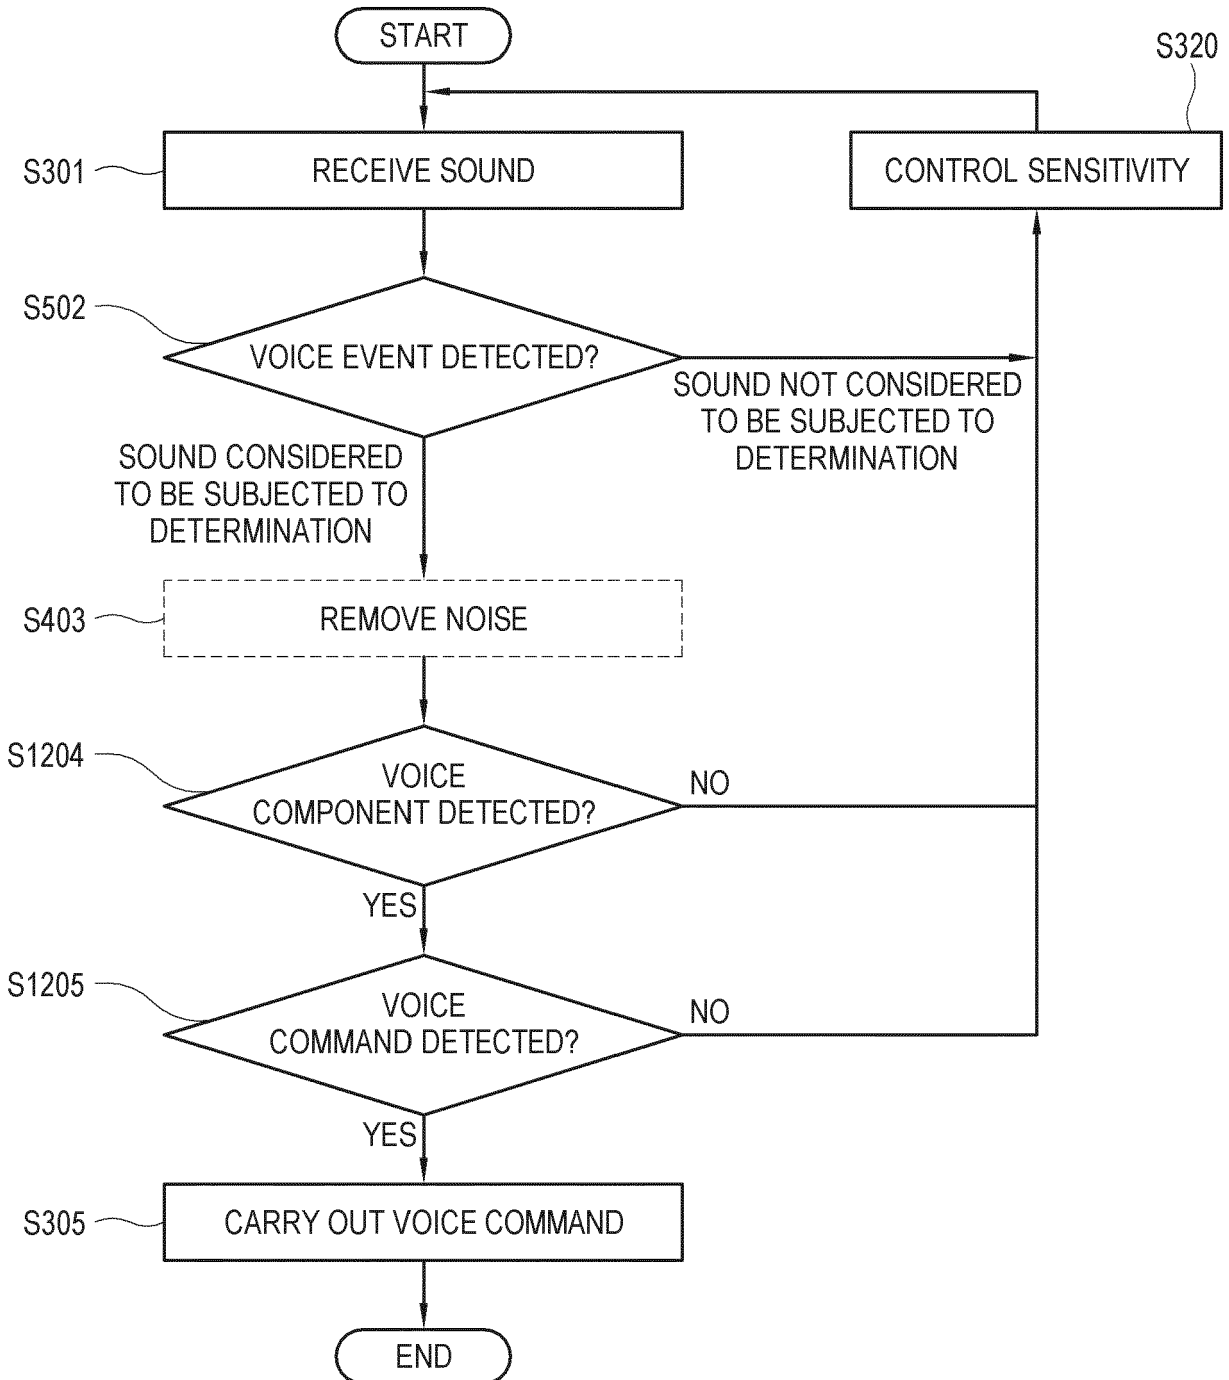 START
S320
S301
RECEIVE SOUND
CONTROL SENSITIVITY
S502
VOICE EVENT DETECTED?
SOUND NOT CONSIDERED
TO BE SUBJECTED TO
DETERMINATION
SOUND CONSIDERED
TO BE SUBJECTED TO
DETERMINATION
S403
REMOVE NOISE
S1204
VOICE
COMPONENT DETECTED?
NO
YES
S1205
VOICE
COMMAND DETECTED?
NO
YES
S305
CARRY OUT VOICE COMMAND
END